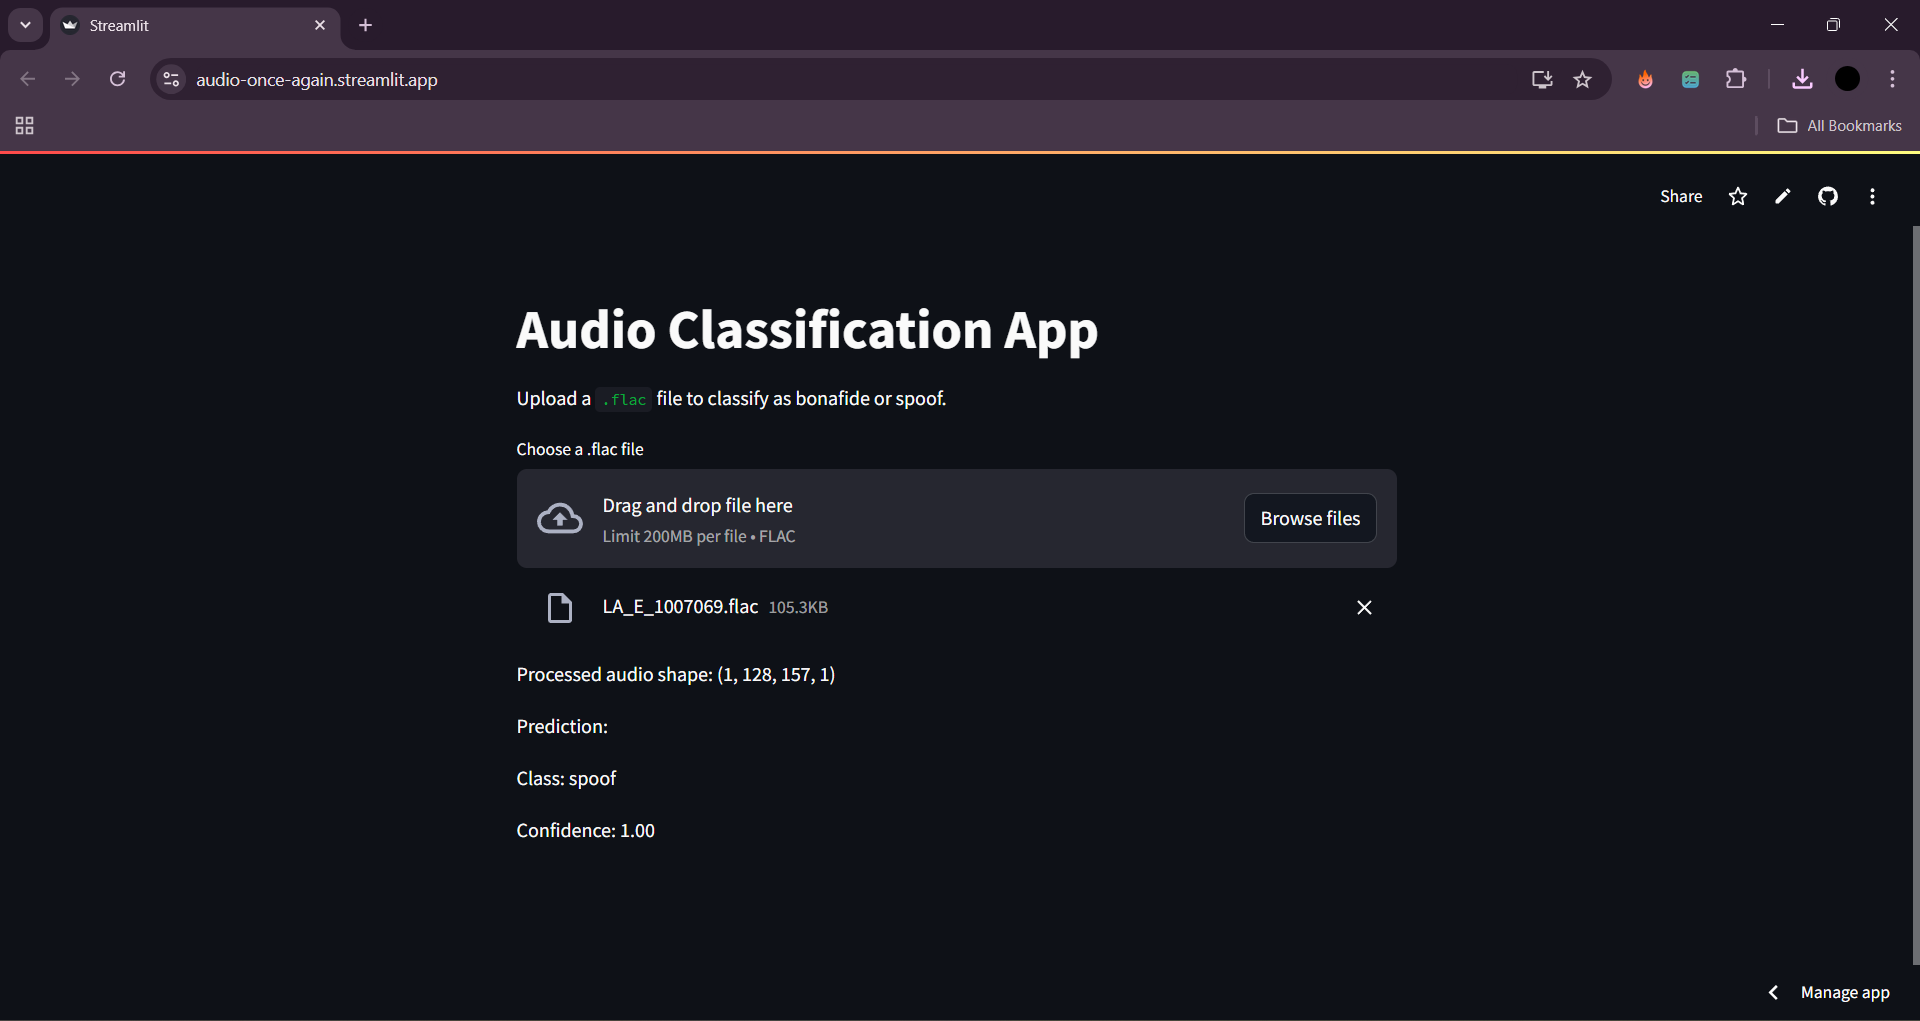 Streamlit
audio-once-again.streamlit.app
All Bookmarks
Share
Audio Classification App
Upload a .flac file to classify as bonafide or spoof.
Choose a .flac file
Drag and drop file here
Limit 200MB per file • FLAC
Browse files
LA_E_1007069.flac 105.3KB
Processed audio shape: (1, 128, 157, 1)
Prediction:
Class: spoof
Confidence: 1.00
Manage app